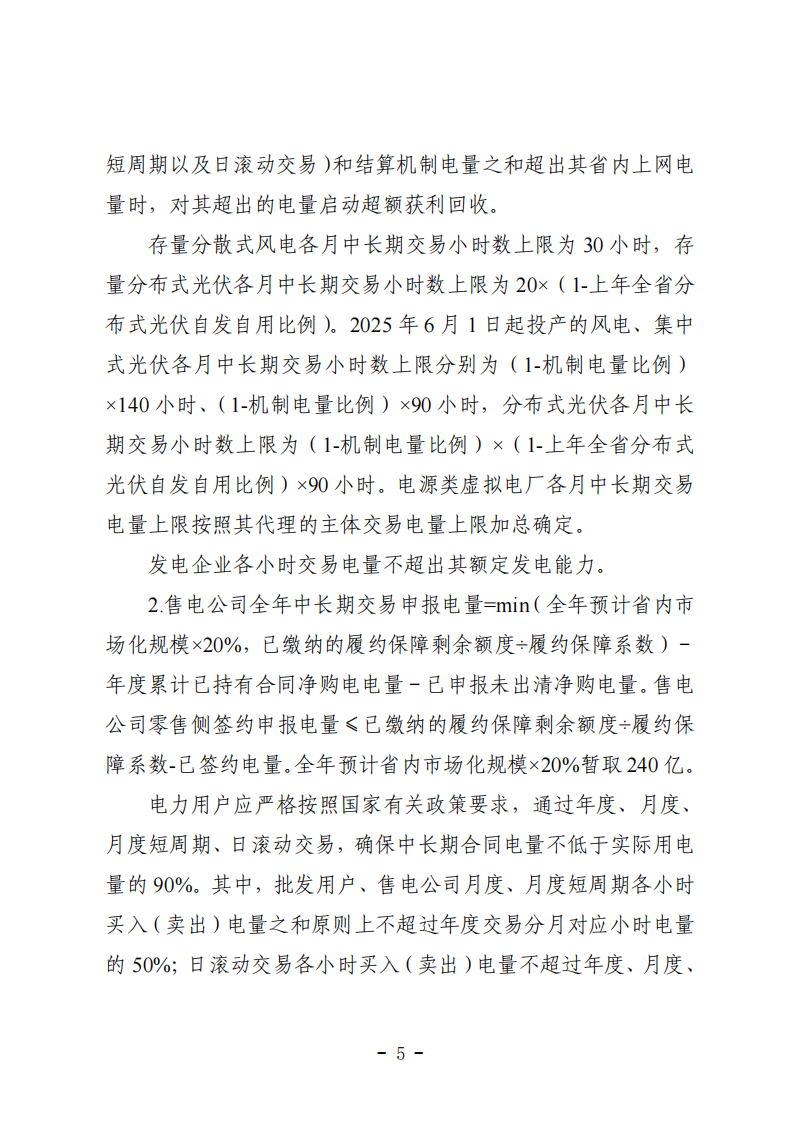 短周期以及日滚动交易)和结算机制电量之和超出其省内上网电
量时，对其超出的电量启动超额获利回收。
存量分散式风电各月中长期交易小时数上限为 30 小时，存
量分布式光伏各月中长期交易小时数上限为 20×（1-上年全省分
布式光伏自发自用比例）。2025 年 6 月 1 日起投产的风电、集中
式光伏各月中长期交易小时数上限分别为（1-机制电量比例）
×140 小时、（1-机制电量比例）×90 小时，分布式光伏各月中长
期交易小时数上限为（1-机制电量比例）×（1-上年全省分布式
光伏自发自用比例）×90 小时。电源类虚拟电厂各月中长期交易
电量上限按照其代理的主体交易电量上限加总确定。
发电企业各小时交易电量不超出其额定发电能力。
2.售电公司全年中长期交易申报电量=min（全年预计省内市
场化规模×20%，已缴纳的履约保障剩余额度÷履约保障系数）－
年度累计已持有合同净购电电量－已申报未出清净购电量。售电
公司零售侧签约申报电量≤已缴纳的履约保障剩余额度÷履约保
障系数-已签约电量。全年预计省内市场化规模×20%暂取 240 亿。
电力用户应严格按照国家有关政策要求，通过年度、月度、
月度短周期、日滚动交易，确保中长期合同电量不低于实际用电
量的 90%。其中，批发用户、售电公司月度、月度短周期各小时
买入（卖出）电量之和原则上不超过年度交易分月对应小时电量
的 50%；日滚动交易各小时买入（卖出）电量不超过年度、月度、
－ 5 －